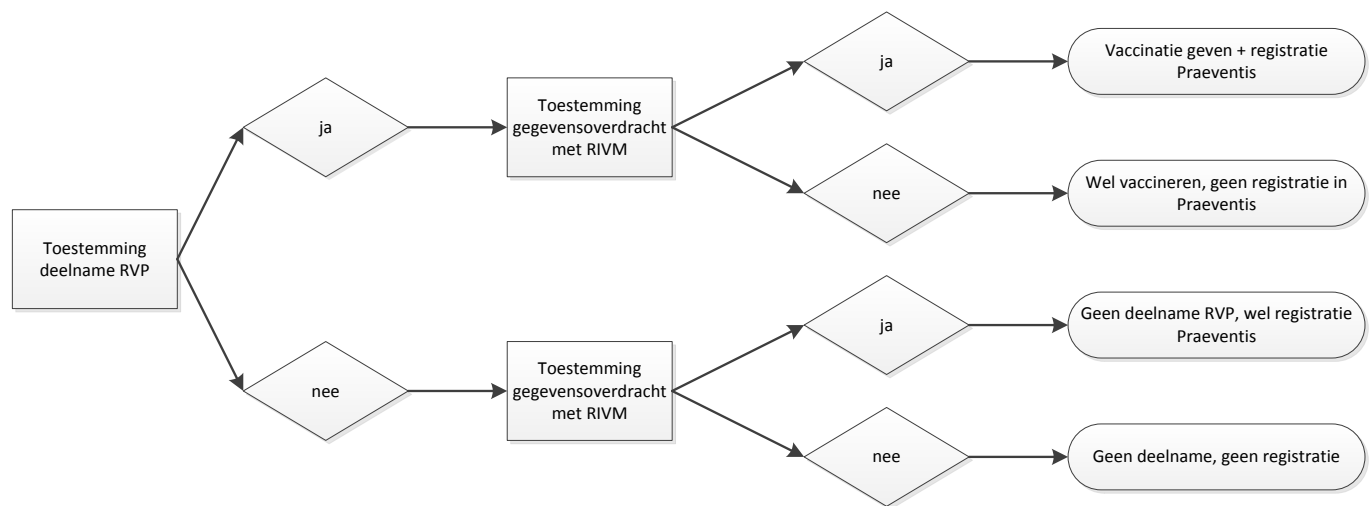 ja
Toestemming
gegevensoverdracht
met RIVM
ja
Vaccinatie geven + registratie
Praeventis
nee
Wel vaccineren, geen registratie in
Praeventis
Toestemming
deelname RVP
nee
Toestemming
gegevensoverdracht
met RIVM
ja
Geen deelname RVP, wel registratie
Praeventis
nee
Geen deelname, geen registratie